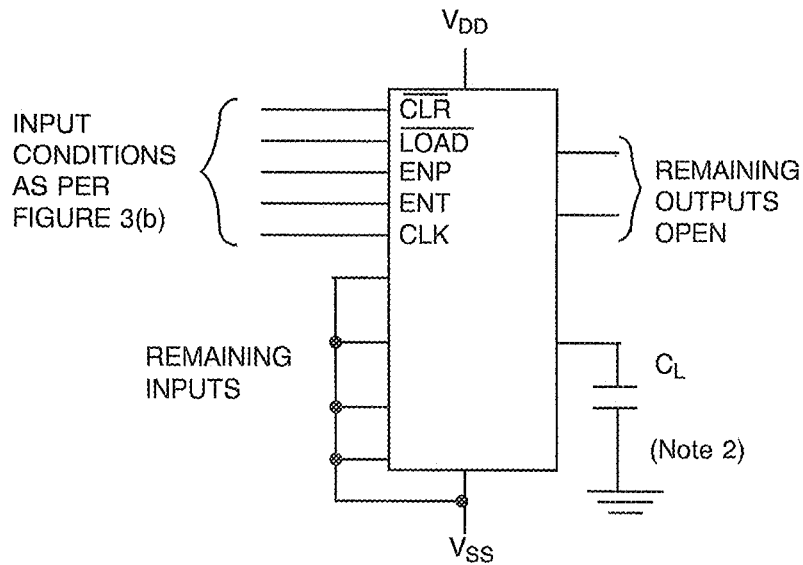 VDD
INPUT
CONDITIONS
AS PER
FIGURE 3(b)
CLR
LOAD
ENP
ENT
CLK
REMAINING
OUTPUTS
OPEN
REMAINING
INPUTS
CL
(Note 2)
VSS